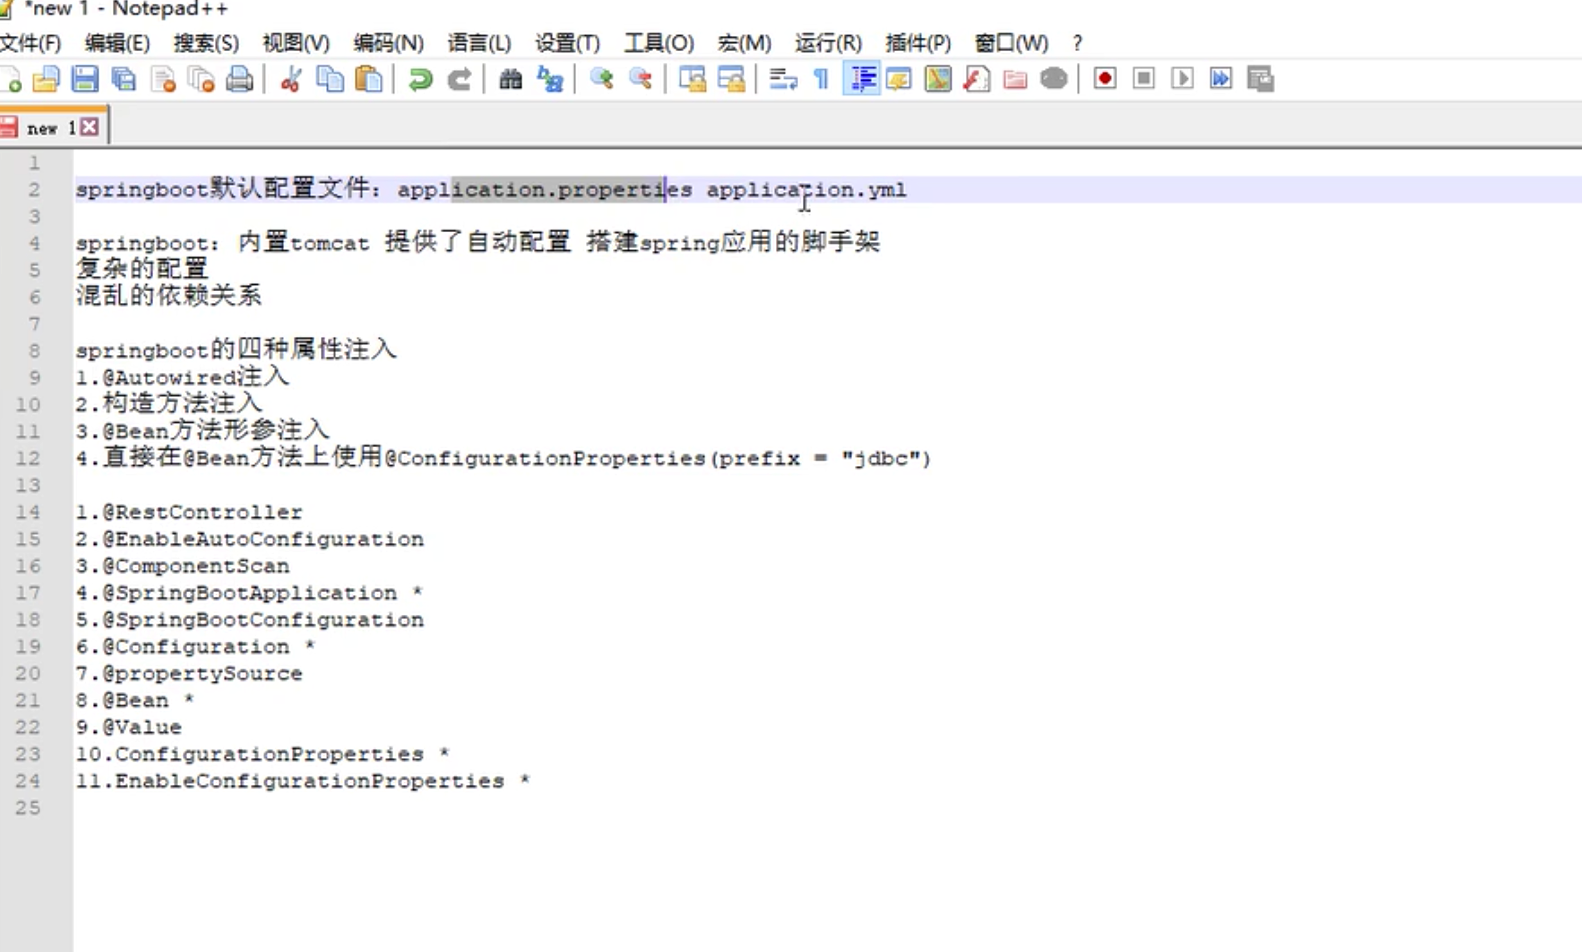 *new 1 - Notepad++
文件(F) 编辑(E) 搜索(S) 视图(V) 编码(N) 语言(L) 设置(T) 工具(O) 宏(M) 运行(R) 插件(P) 窗口(W) ?
new 1
1
2 springboot默认配置文件：application.properties application.yml
3
4 springboot：内置tomcat 提供了自动配置 搭建spring应用的脚手架
5 复杂的配置
6 混乱的依赖关系
7
8 springboot的四种属性注入
9 1.@Autowired注入
10 2.构造方法注入
11 3.@Bean方法形参注入
12 4.直接在@Bean方法上使用@ConfigurationProperties(prefix = "jdbc")
13
14 1.@RestController
15 2.@EnableAutoConfiguration
16 3.@ComponentScan
17 4.@SpringBootApplication *
18 5.@SpringBootConfiguration
19 6.@Configuration *
20 7.@propertySource
21 8.@Bean *
22 9.@Value
23 10.ConfigurationProperties *
24 11.EnableConfigurationProperties *
25